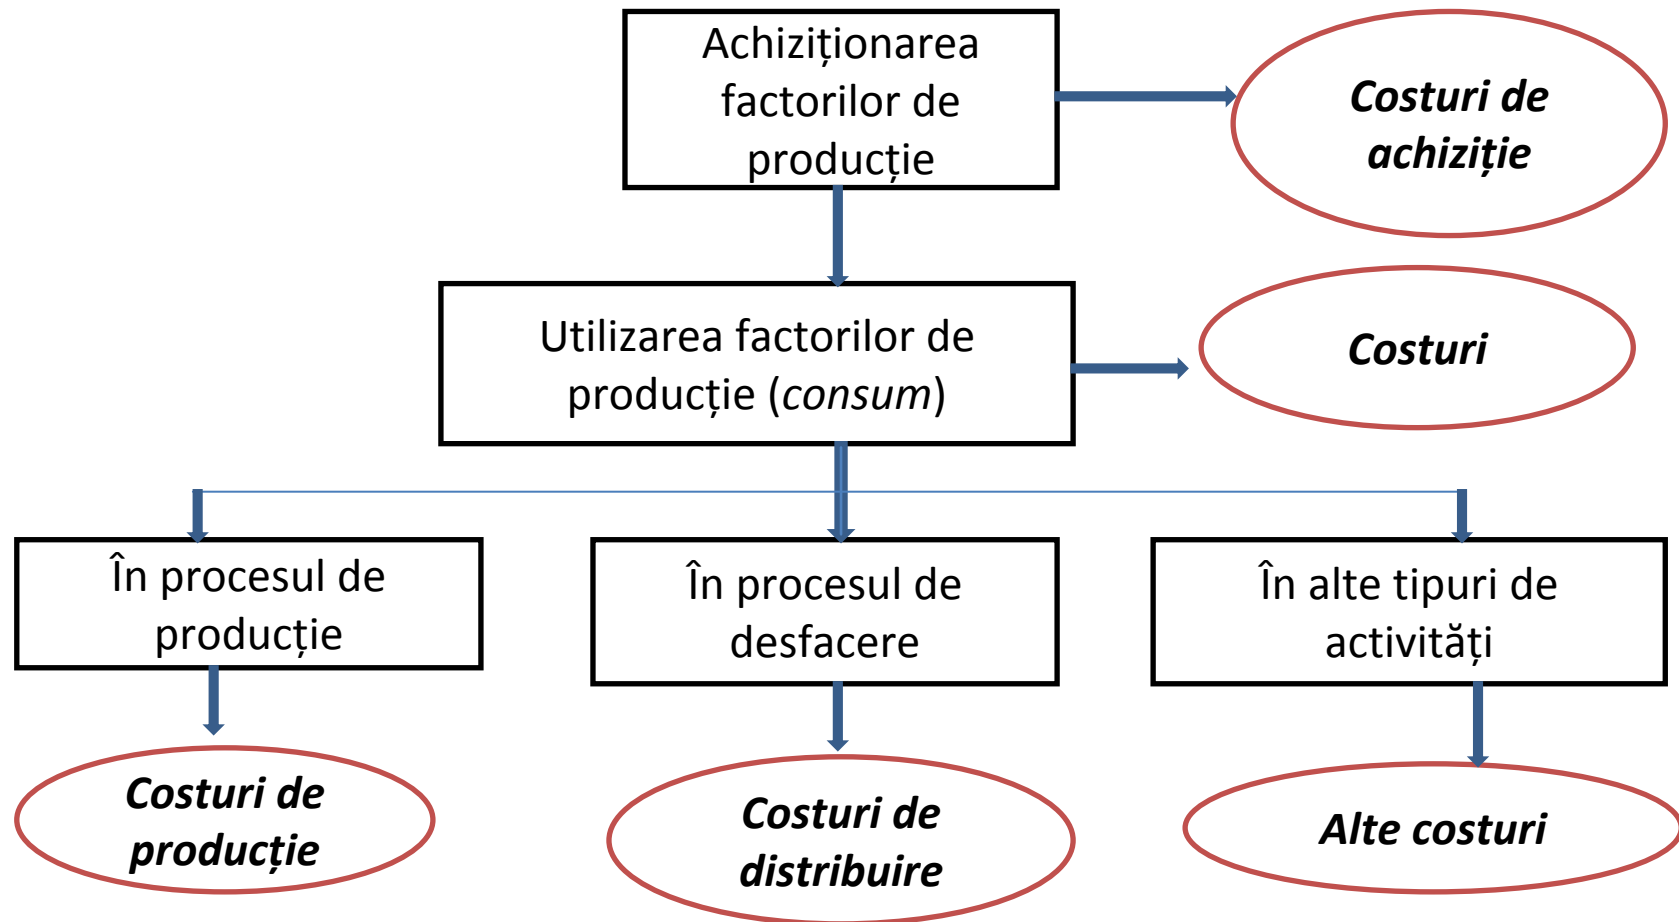 Achiziționarea
factorilor de
producție
Costuri de
achiziție
Utilizarea factorilor de
producție (consum)
Costuri
În procesul de
producție
În procesul de
desfacere
În alte tipuri de
activități
Costuri de
producție
Costuri de
distribuire
Alte costuri